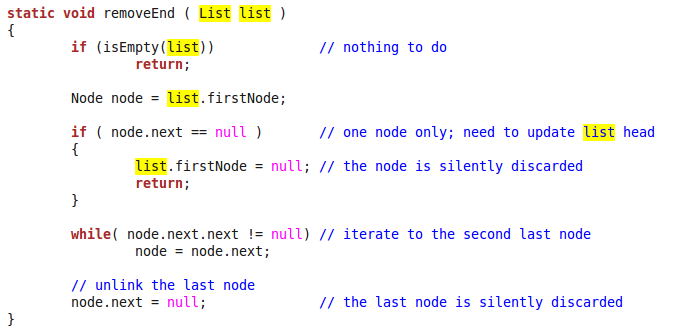 static void removeEnd ( List list )
{
        if (isEmpty(list))             // nothing to do
                return;

        Node node = list.firstNode;

        if ( node.next == null )       // one node only; need to update list head
        {
                list.firstNode = null; // the node is silently discarded
                return;
        }

        while( node.next.next != null) // iterate to the second last node
                node = node.next;

        // unlink the last node
        node.next = null;              // the last node is silently discarded
}